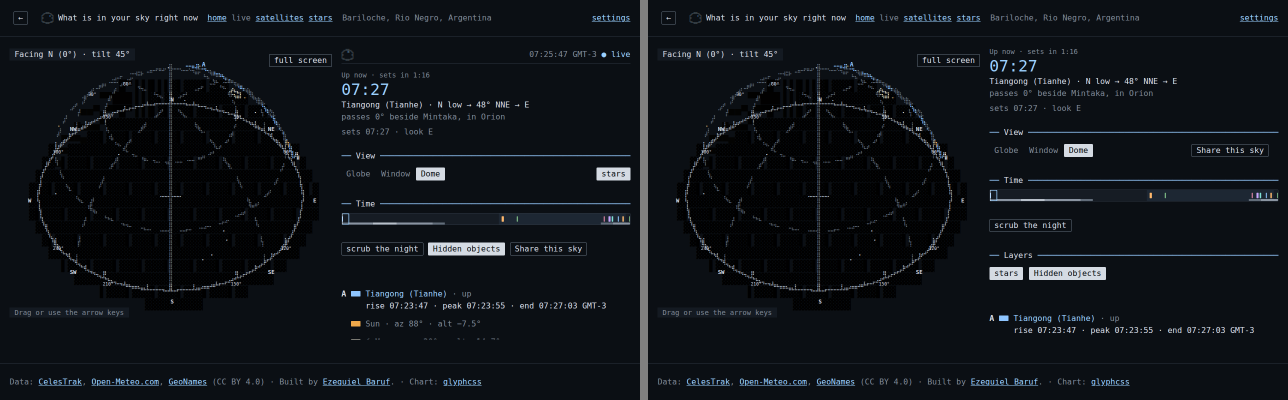 ← What is in your sky right now home live satellites stars Bariloche, Rio Negro, Argentina settings
Facing N (0°) · tilt 45°
full screen
07:25:47 GMT-3 ● live
Up now · sets in 1:16
07:27
Tiangong (Tianhe) · N low → 48° NNE → E
passes 0° beside Mintaka, in Orion
sets 07:27 · look E
View
Globe Window Dome stars
Time
scrub the night Hidden objects Share this sky
A Tiangong (Tianhe) · up
rise 07:23:47 · peak 07:23:55 · end 07:27:03 GMT-3
Sun · az 88° · alt −7.5°
A
N
NW
NE
W
E
SW
SE
210°
150°
S
Drag or use the arrow keys
Data: CelesTrak, Open-Meteo.com, GeoNames (CC BY 4.0) · Built by Ezequiel Baruf. · Chart: glyphcss
← What is in your sky right now home live satellites stars Bariloche, Rio Negro, Argentina settings
Facing N (0°) · tilt 45°
full screen
Up now · sets in 1:16
07:27
Tiangong (Tianhe) · N low → 48° NNE → E
passes 0° beside Mintaka, in Orion
sets 07:27 · look E
View
Globe Window Dome Share this sky
Time
scrub the night
Layers
stars Hidden objects
A Tiangong (Tianhe) · up
rise 07:23:47 · peak 07:23:55 · end 07:27:03 GMT-3
A
N
NW
NE
W
E
SW
SE
210°
150°
S
Drag or use the arrow keys
Data: CelesTrak, Open-Meteo.com, GeoNames (CC BY 4.0) · Built by Ezequiel Baruf. · Chart: glyphcss